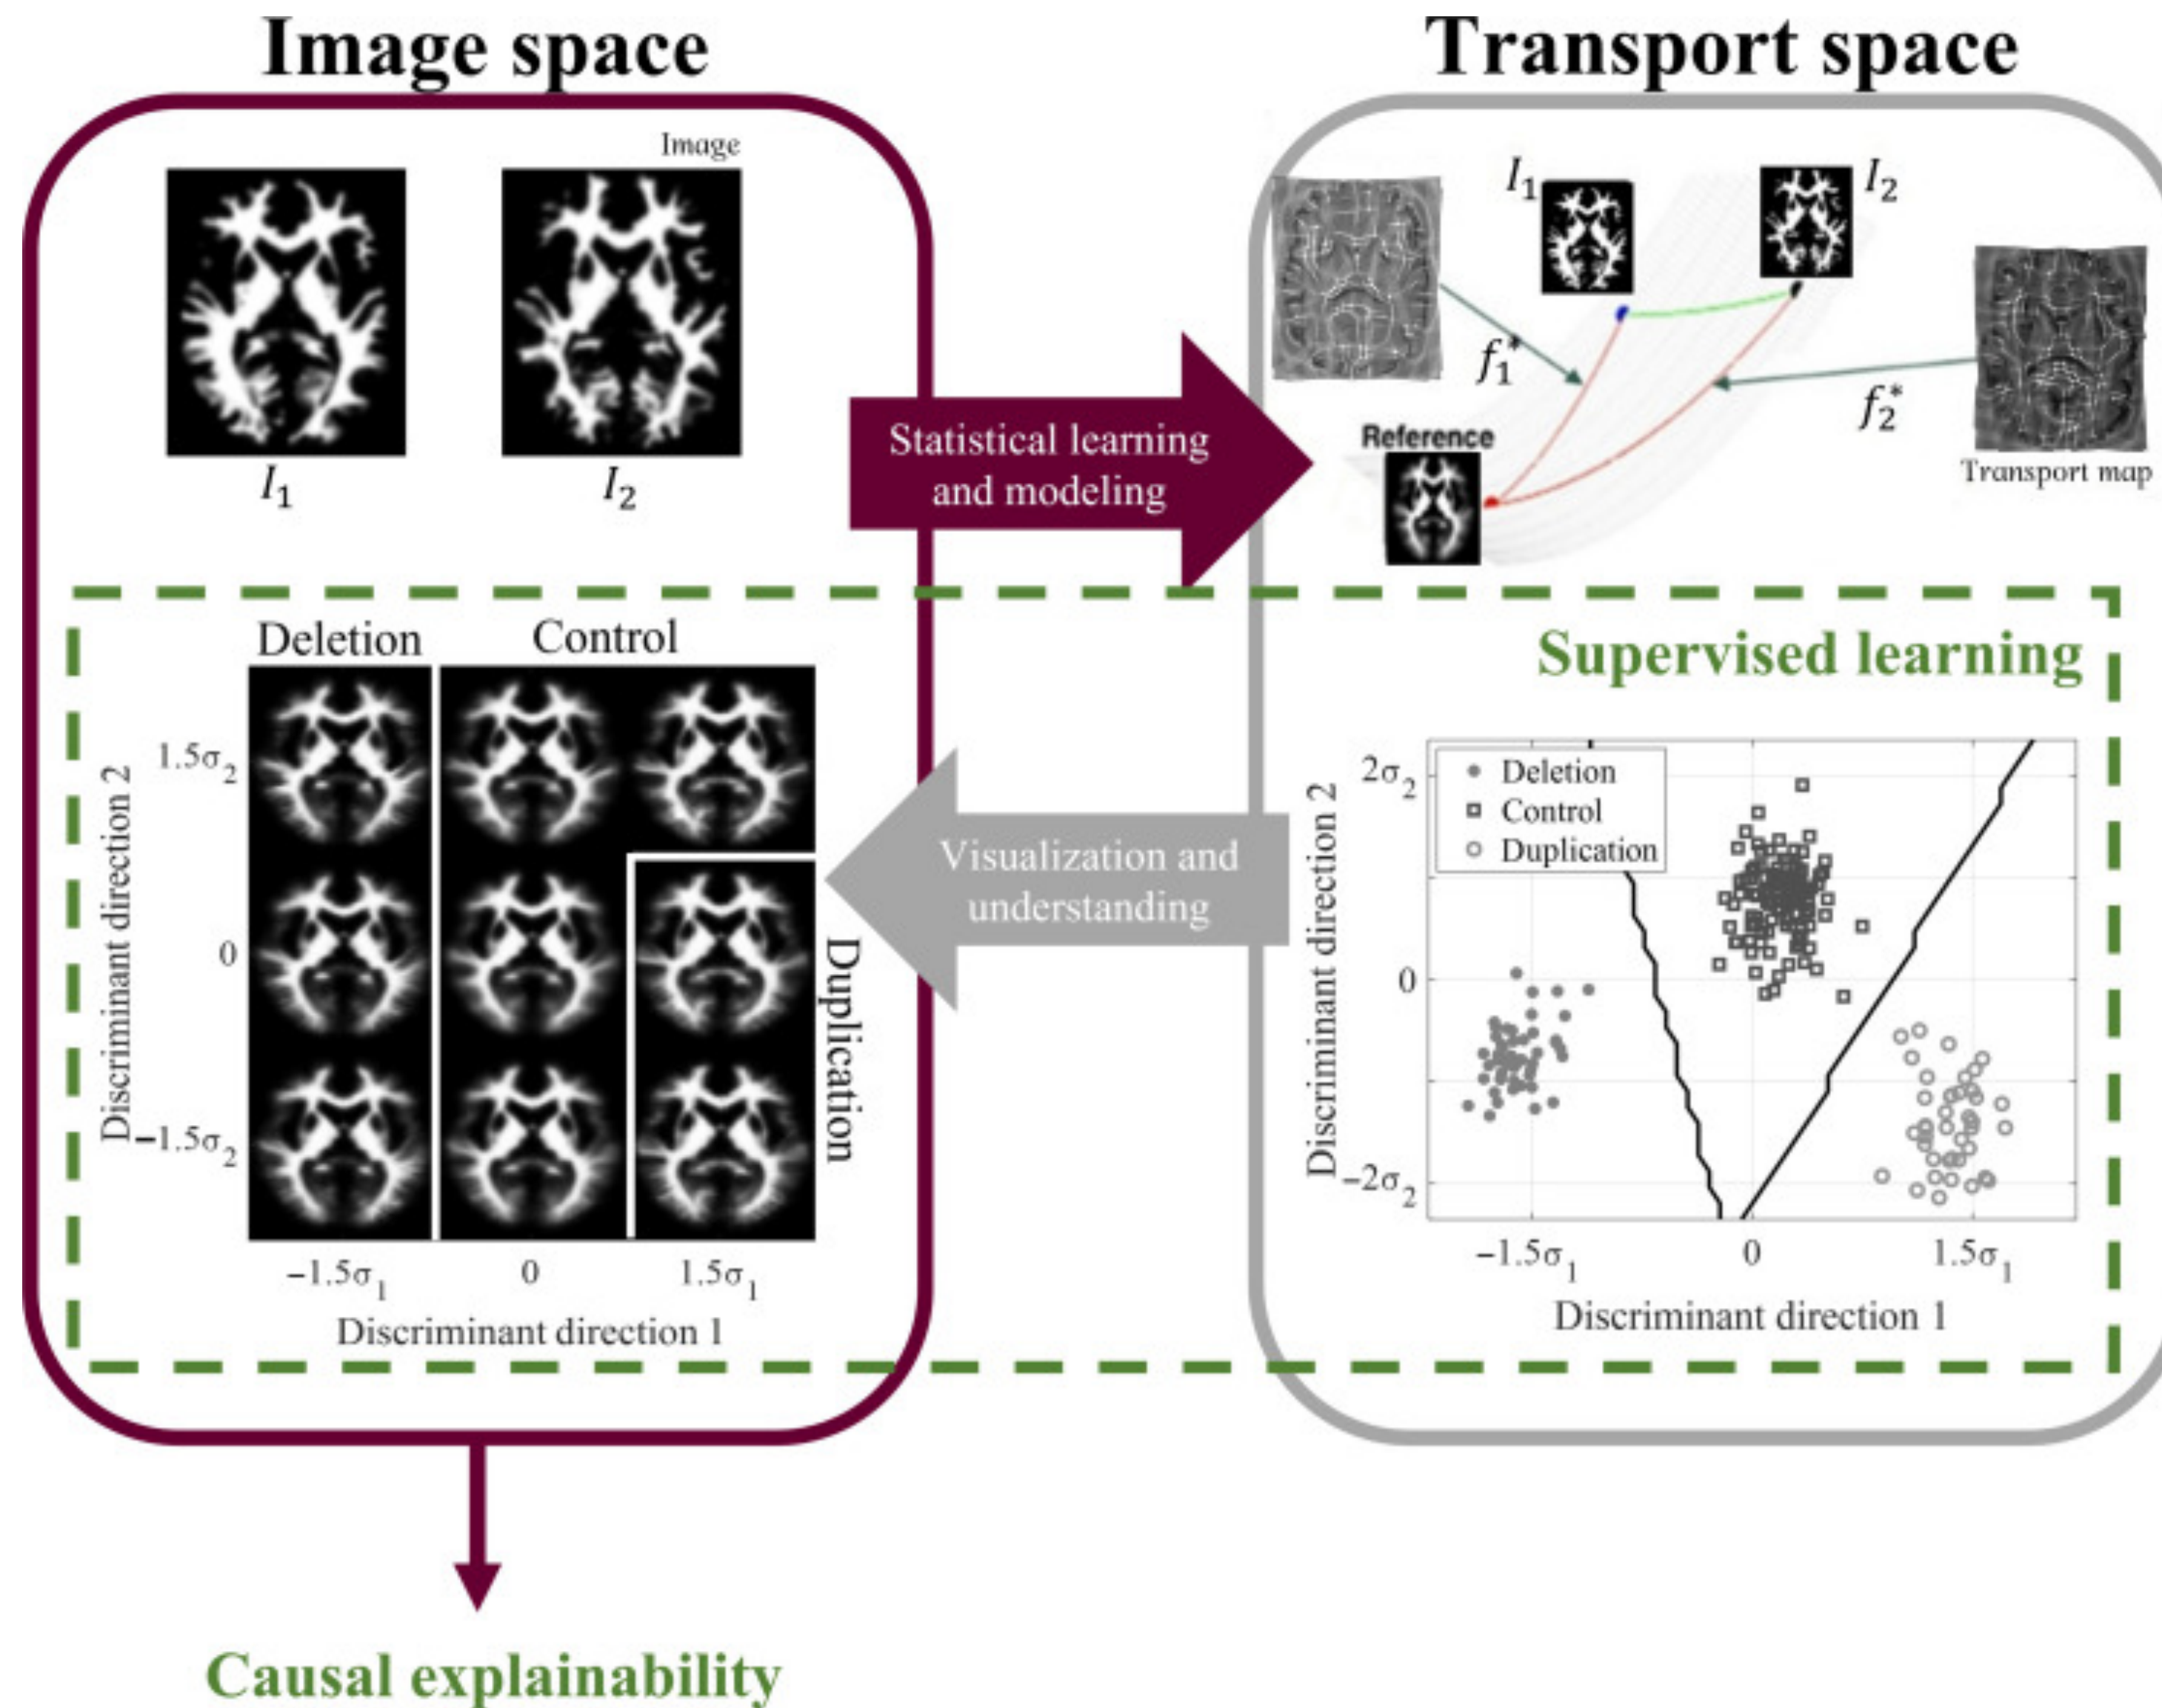 Image space
Image
I₁
I₂
Statistical learning
and modeling
Transport space
I₁
I₂
f₁*
f₂*
Reference
Transport map
Supervised learning
Deletion
Control
Duplication
Discriminant direction 2
1.5σ₂
0
−1.5σ₂
−1.5σ₁
0
1.5σ₁
Discriminant direction 1
Visualization and
understanding
Deletion
Control
Duplication
Discriminant direction 2
2σ₂
0
−2σ₂
−1.5σ₁
0
1.5σ₁
Discriminant direction 1
Causal explainability